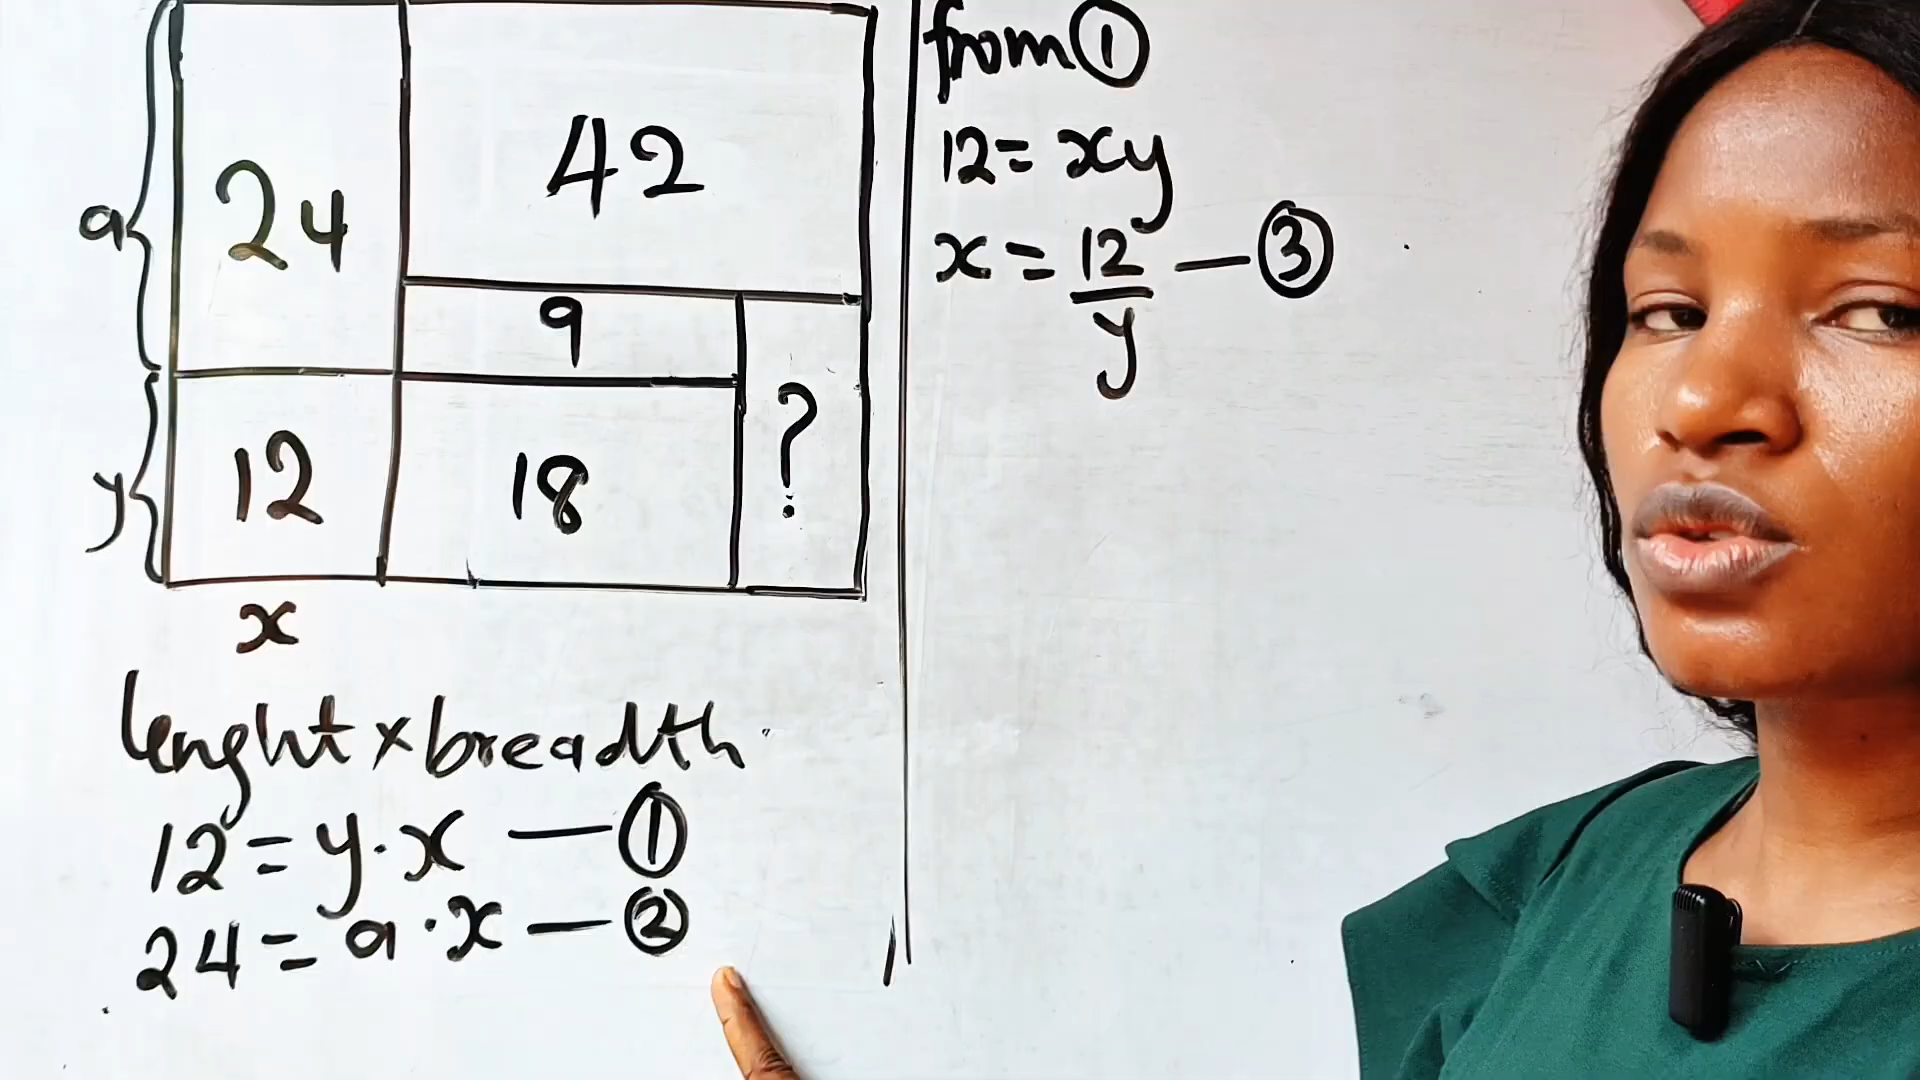 a
24
42
9
y
12
18
?
x
lenght × breadth
12 = y · x — ①
24 = a · x — ②
from ①
12 = xy
x = 12/y — ③